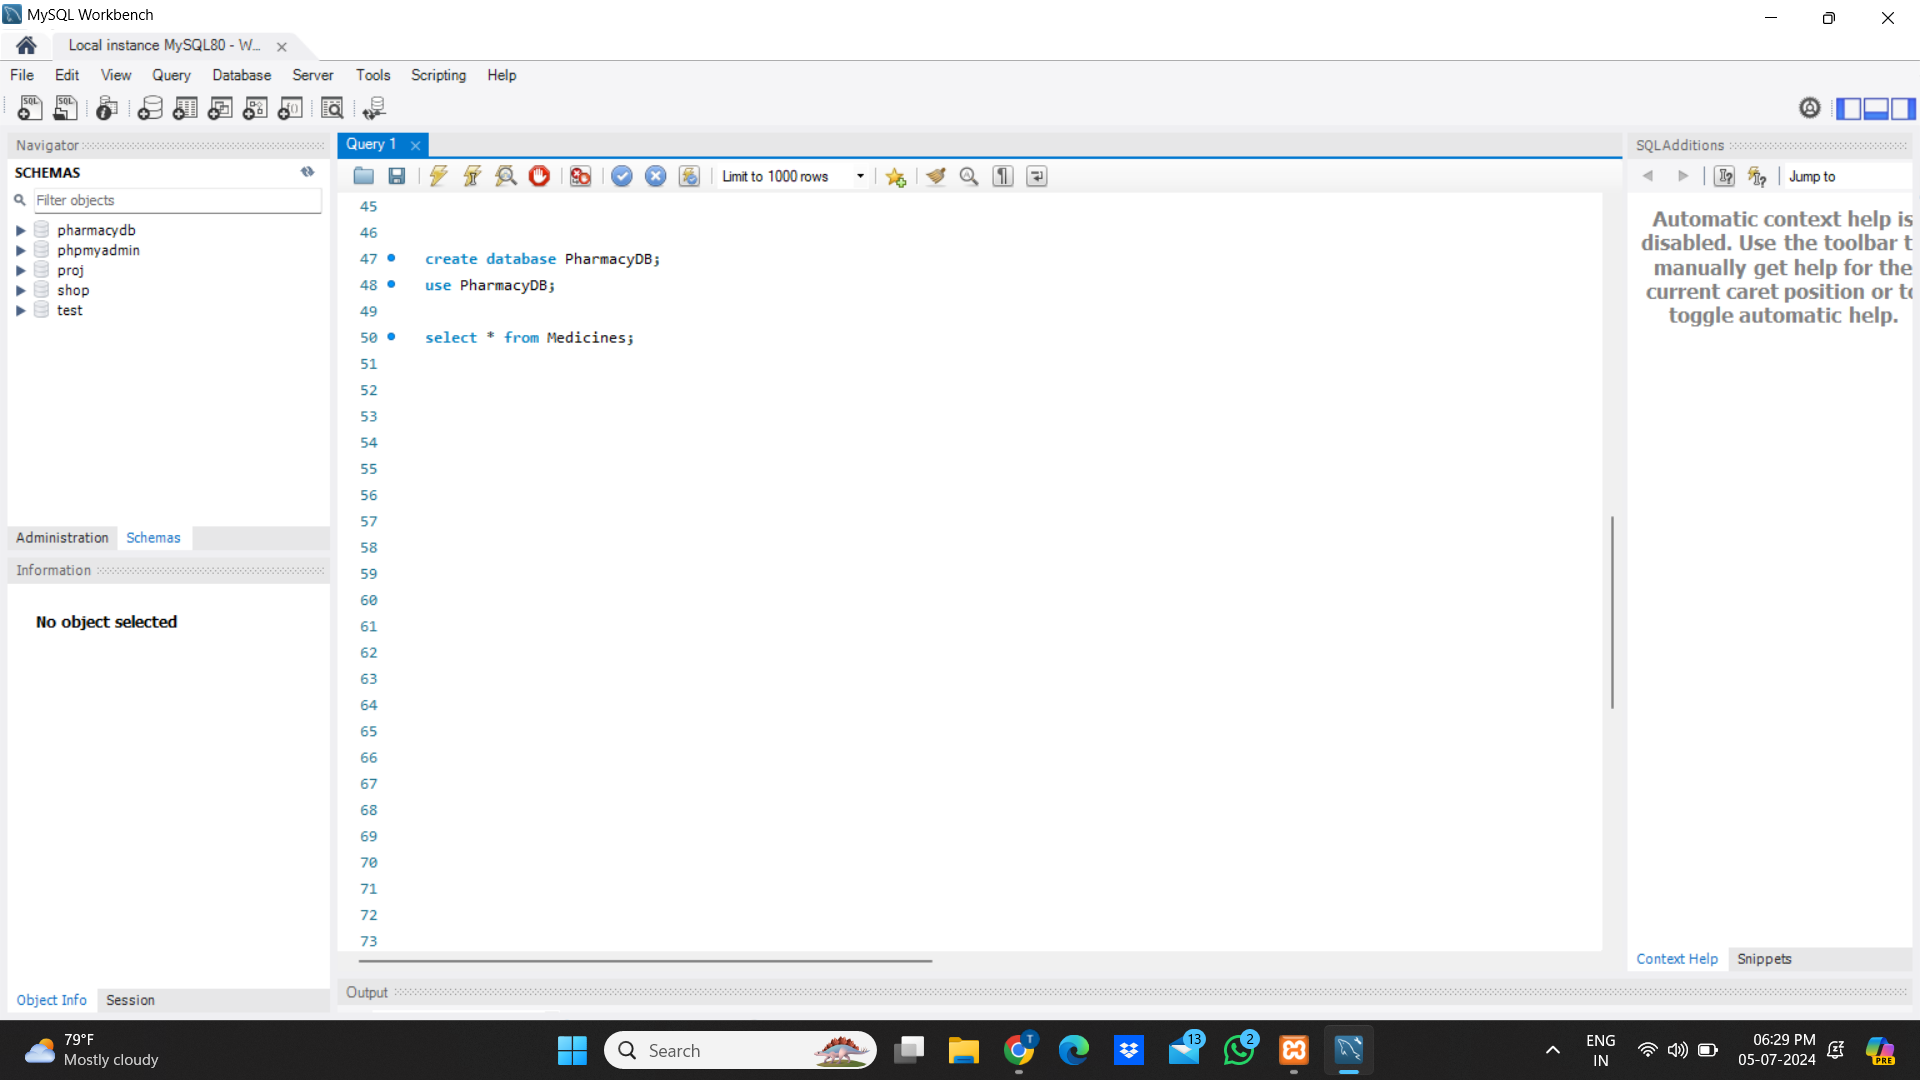 MySQL Workbench
Local instance MySQL80 - W...
File Edit View Query Database Server Tools Scripting Help
Navigator
SCHEMAS
Filter objects
pharmacydb
phpmyadmin
proj
shop
test
Administration Schemas
Information
No object selected
Object Info Session
Query 1
Limit to 1000 rows
45
46
47 create database PharmacyDB;
48 use PharmacyDB;
49
50 select * from Medicines;
51
52
53
54
55
56
57
58
59
60
61
62
63
64
65
66
67
68
69
70
71
72
73
Output
SQLAdditions
Jump to
Automatic context help is
disabled. Use the toolbar t
manually get help for the
current caret position or to
toggle automatic help.
Context Help Snippets
79°F
Mostly cloudy
Search
T
13
2
ENG
IN
06:29 PM
05-07-2024
PRE